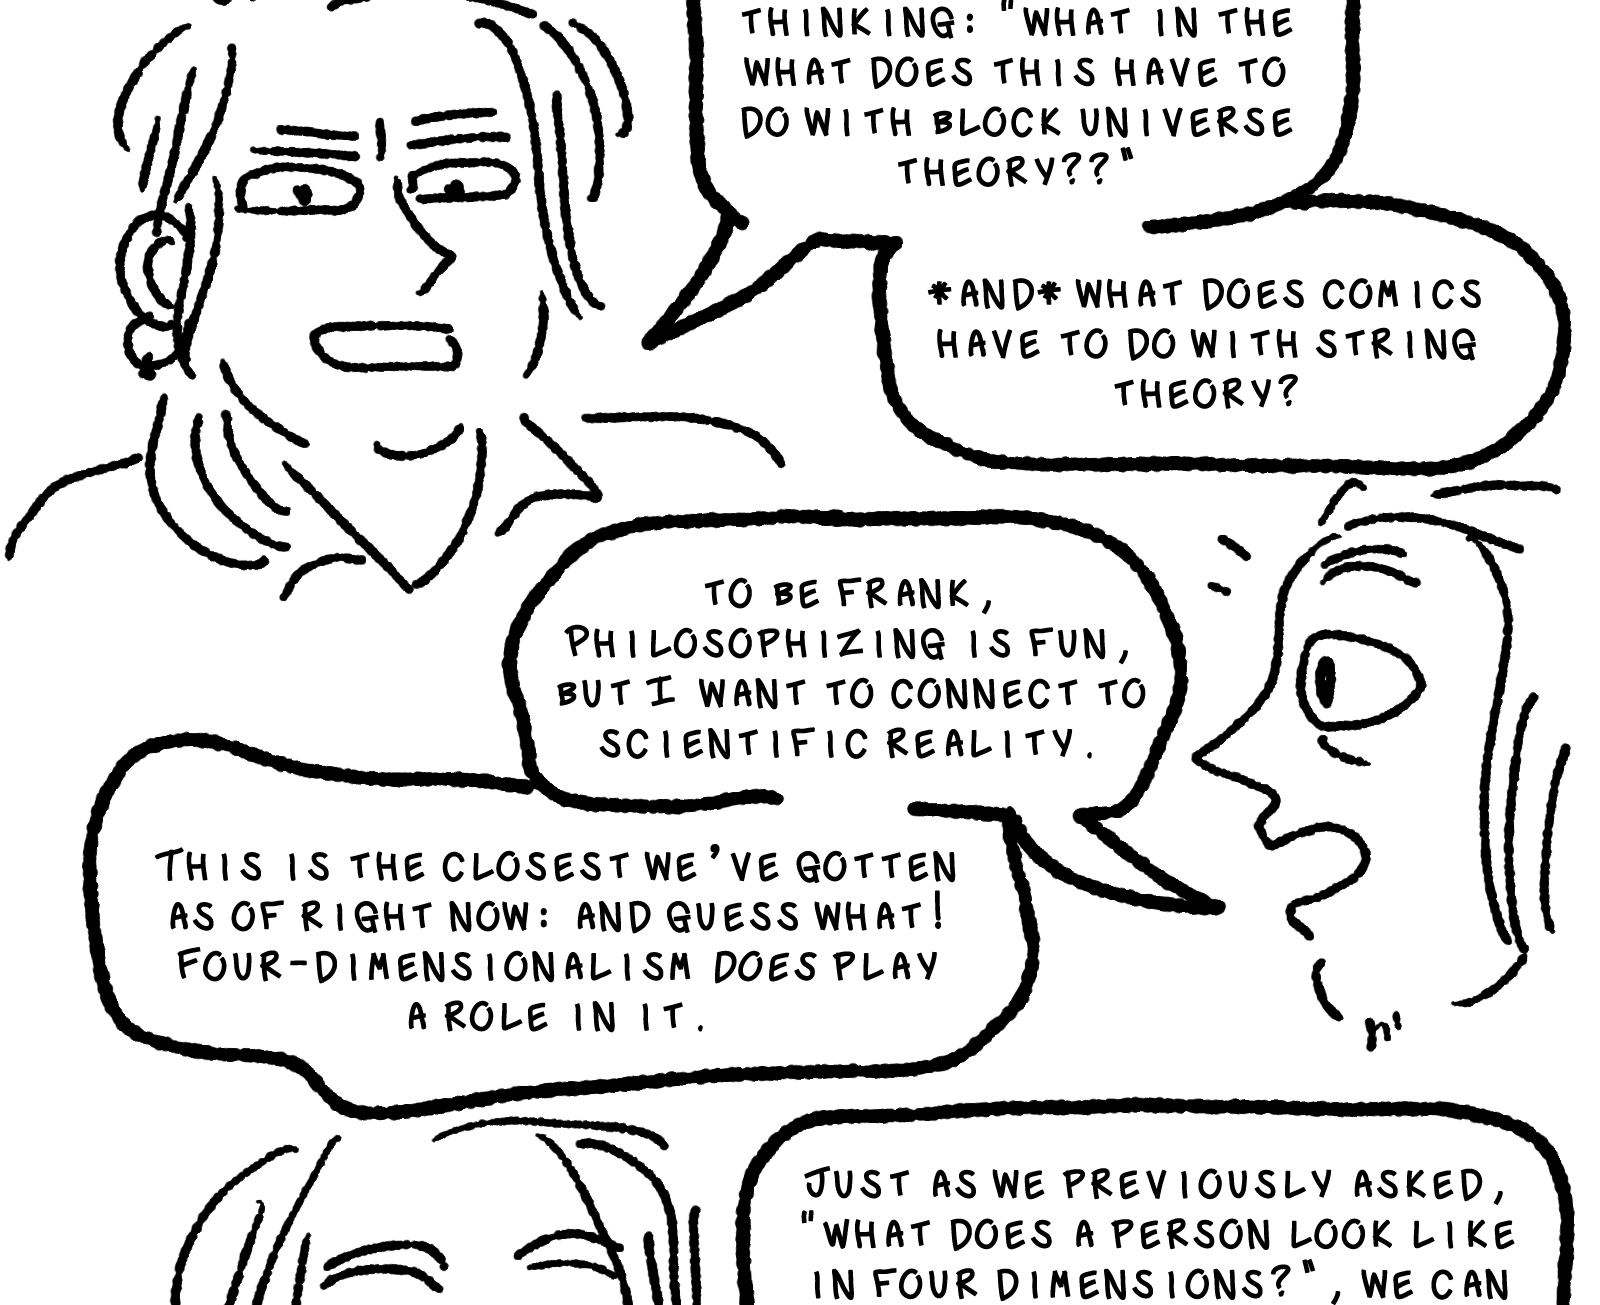 THINKING: "WHAT IN THE
WHAT DOES THIS HAVE TO
DO WITH BLOCK UNIVERSE
THEORY??"
*AND* WHAT DOES COMICS
HAVE TO DO WITH STRING
THEORY?
TO BE FRANK,
PHILOSOPHIZING IS FUN,
BUT I WANT TO CONNECT TO
SCIENTIFIC REALITY.
THIS IS THE CLOSEST WE'VE GOTTEN
AS OF RIGHT NOW: AND GUESS WHAT!
FOUR-DIMENSIONALISM DOES PLAY
A ROLE IN IT.
JUST AS WE PREVIOUSLY ASKED,
"WHAT DOES A PERSON LOOK LIKE
IN FOUR DIMENSIONS?", WE CAN